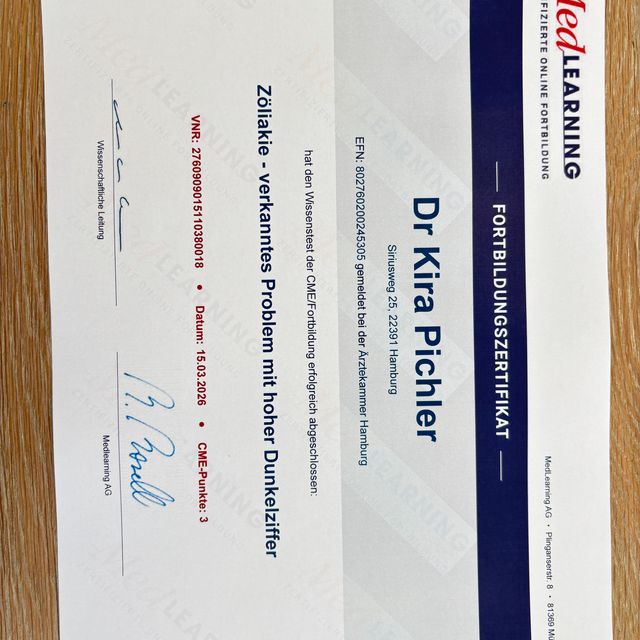 Med LEARNING
FIZIERTE ONLINE FORTBILDUNG
MedLearning AG • Plinganserstr. 8 • 81369
FORTBILDUNGSZERTIFIKAT
Dr Kira Pichler
Siriusweg 25, 22391 Hamburg
EFN: 802760200245305 gemeldet bei der Ärztekammer Hamburg
hat den Wissenstest der CME/Fortbildung erfolgreich abgeschlossen:
Zöliakie - verkanntes Problem mit hoher Dunkelziffer
VNR: 2760909015110380018 • Datum: 15.03.2026 • CME-Punkte: 3
Wissenschaftliche Leitung
Medlearning AG